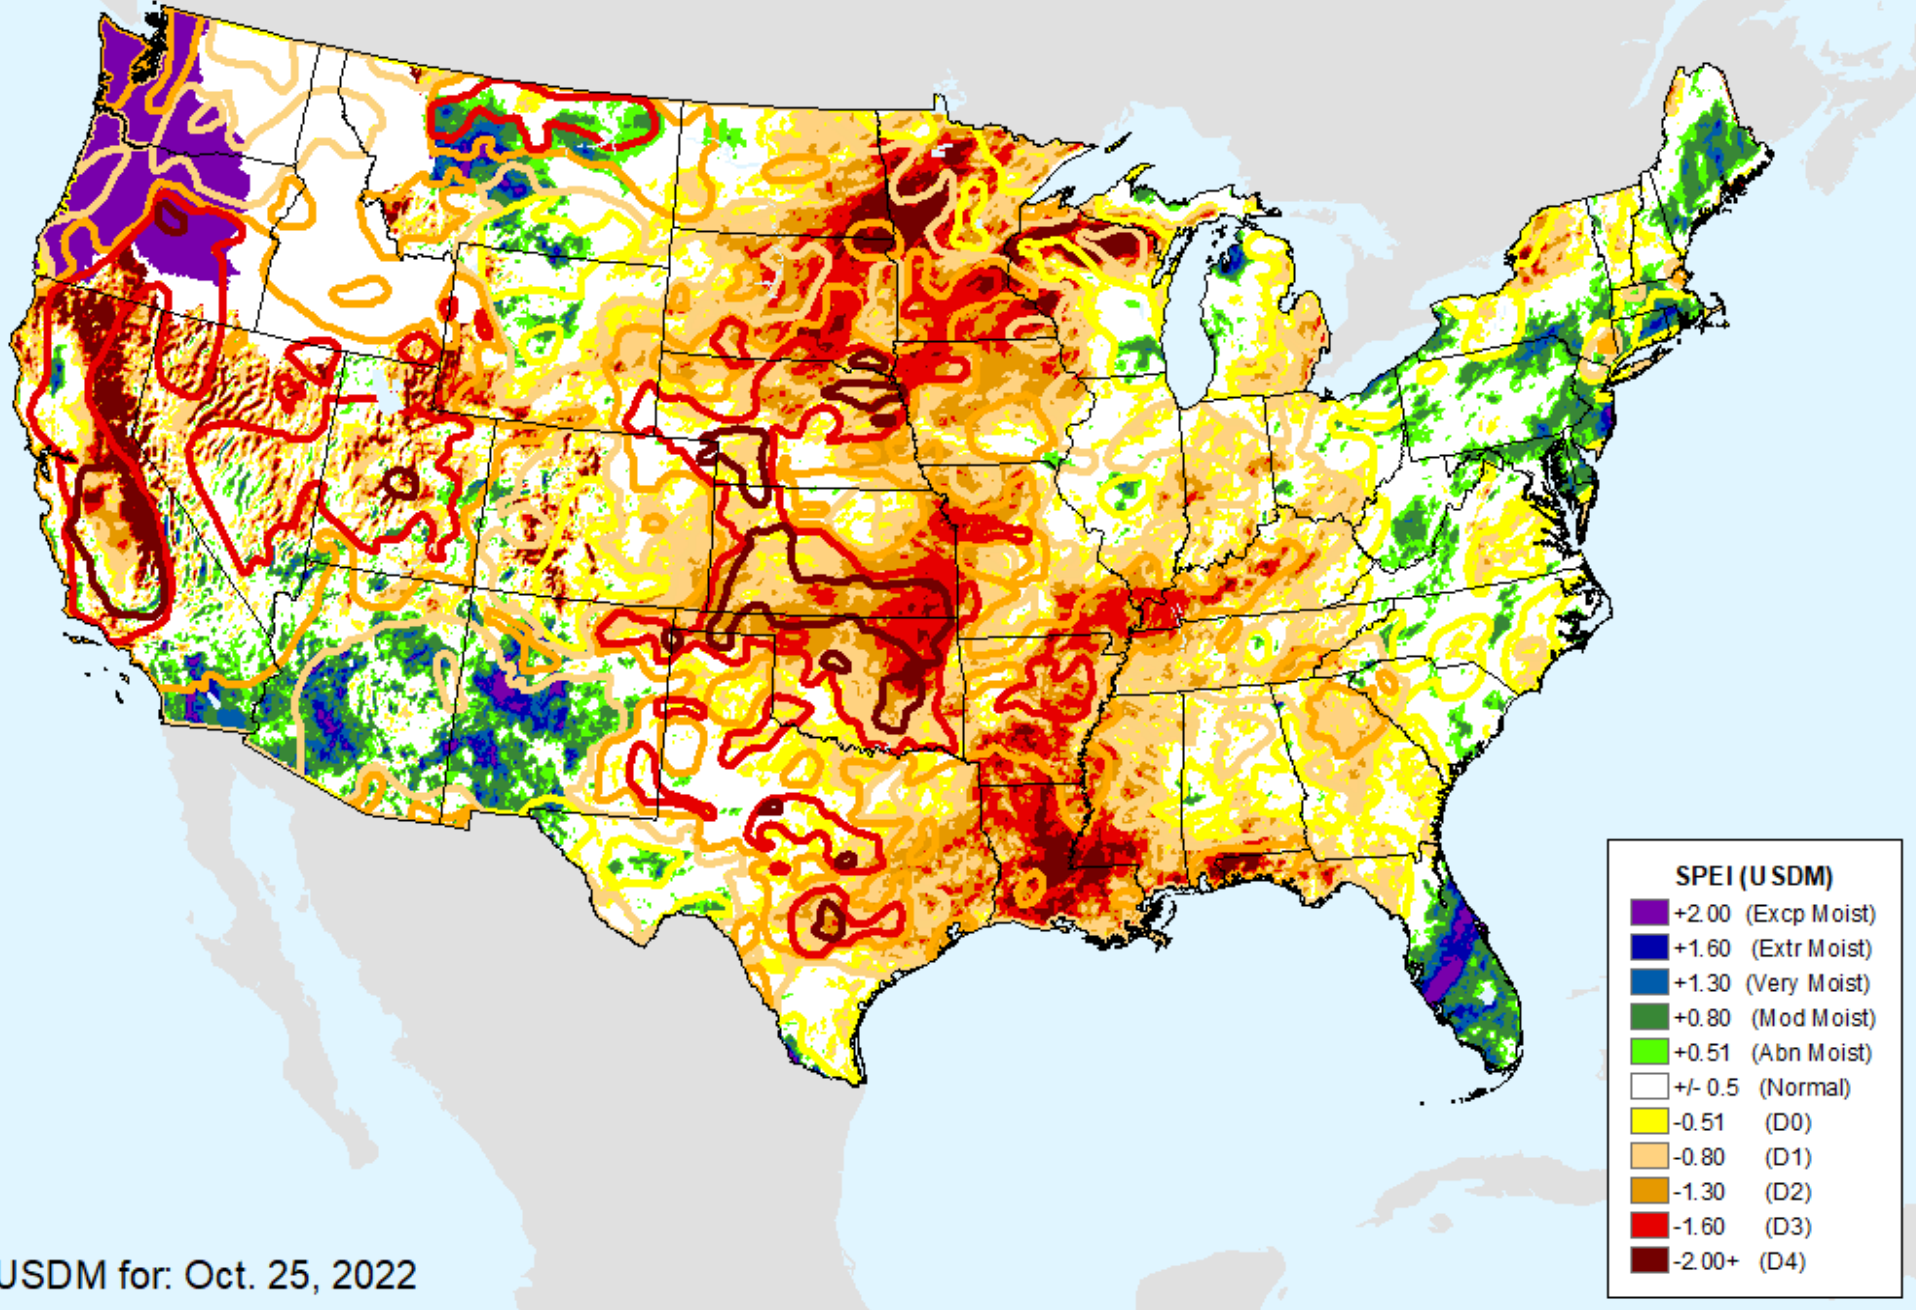 SPEI (USDM)
+2.00 (Excp Moist)
+1.60 (Extr Moist)
+1.30 (Very Moist)
+0.80 (Mod Moist)
+0.51 (Abn Moist)
+/- 0.5 (Normal)
-0.51 (D0)
-0.80 (D1)
-1.30 (D2)
-1.60 (D3)
-2.00+ (D4)
USDM for: Oct. 25, 2022